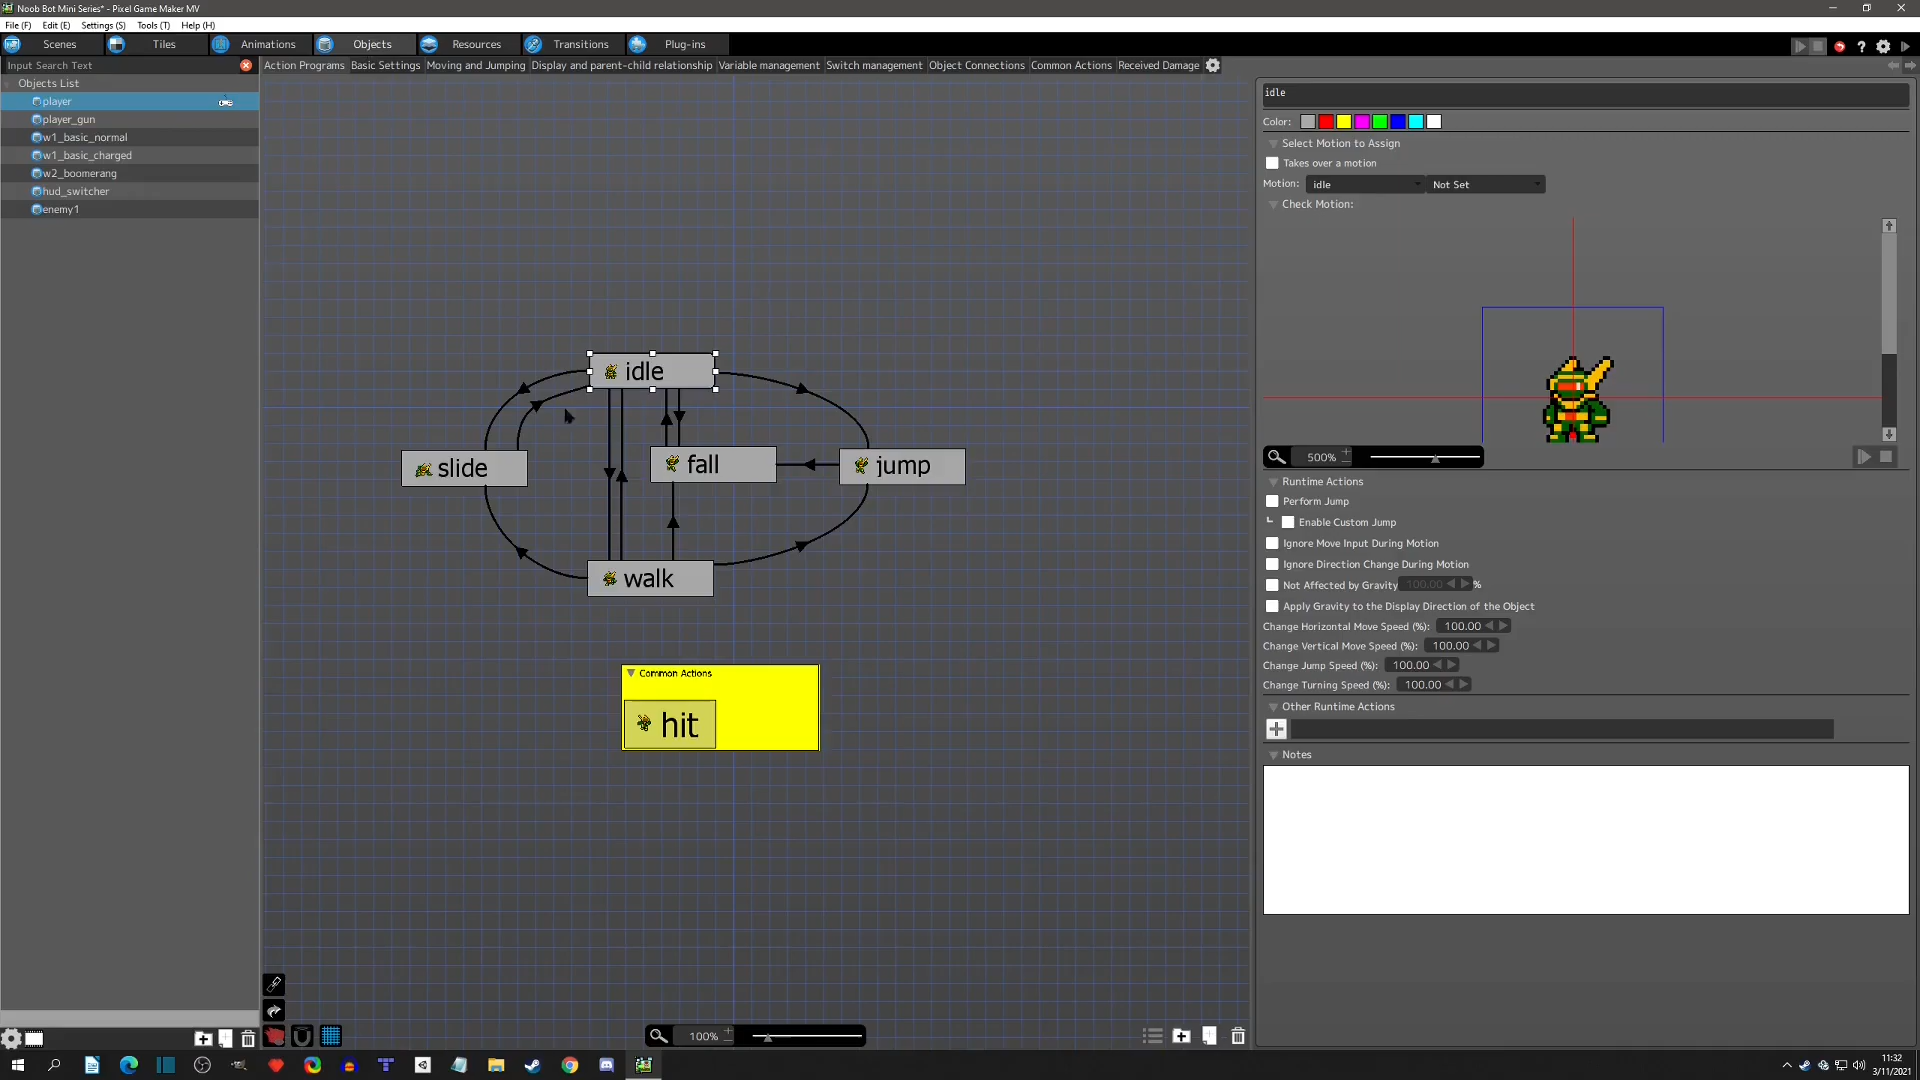 Noob Bot Mini Series* - Pixel Game Maker MV
File (F) Edit (E) Settings (S) Tools (T) Help (H)
Scenes Tiles Animations Objects Resources Transitions Plug-ins
Input Search Text
Action Programs Basic Settings Moving and Jumping Display and parent-child relationship Variable management Switch management Object Connections Common Actions Received Damage
Objects List
player
player_gun
w1_basic_normal
w1_basic_charged
w2_boomerang
hud_switcher
enemy1
idle
slide
fall
jump
walk
Common Actions
hit
100%
idle
Color:
Select Motion to Assign
Takes over a motion
Motion: idle Not Set
Check Motion:
500%
Runtime Actions
Perform Jump
Enable Custom Jump
Ignore Move Input During Motion
Ignore Direction Change During Motion
Not Affected by Gravity 100.00 %
Apply Gravity to the Display Direction of the Object
Change Horizontal Move Speed (%): 100.00
Change Vertical Move Speed (%): 100.00
Change Jump Speed (%): 100.00
Change Turning Speed (%): 100.00
Other Runtime Actions
Notes
11:32
3/11/2021